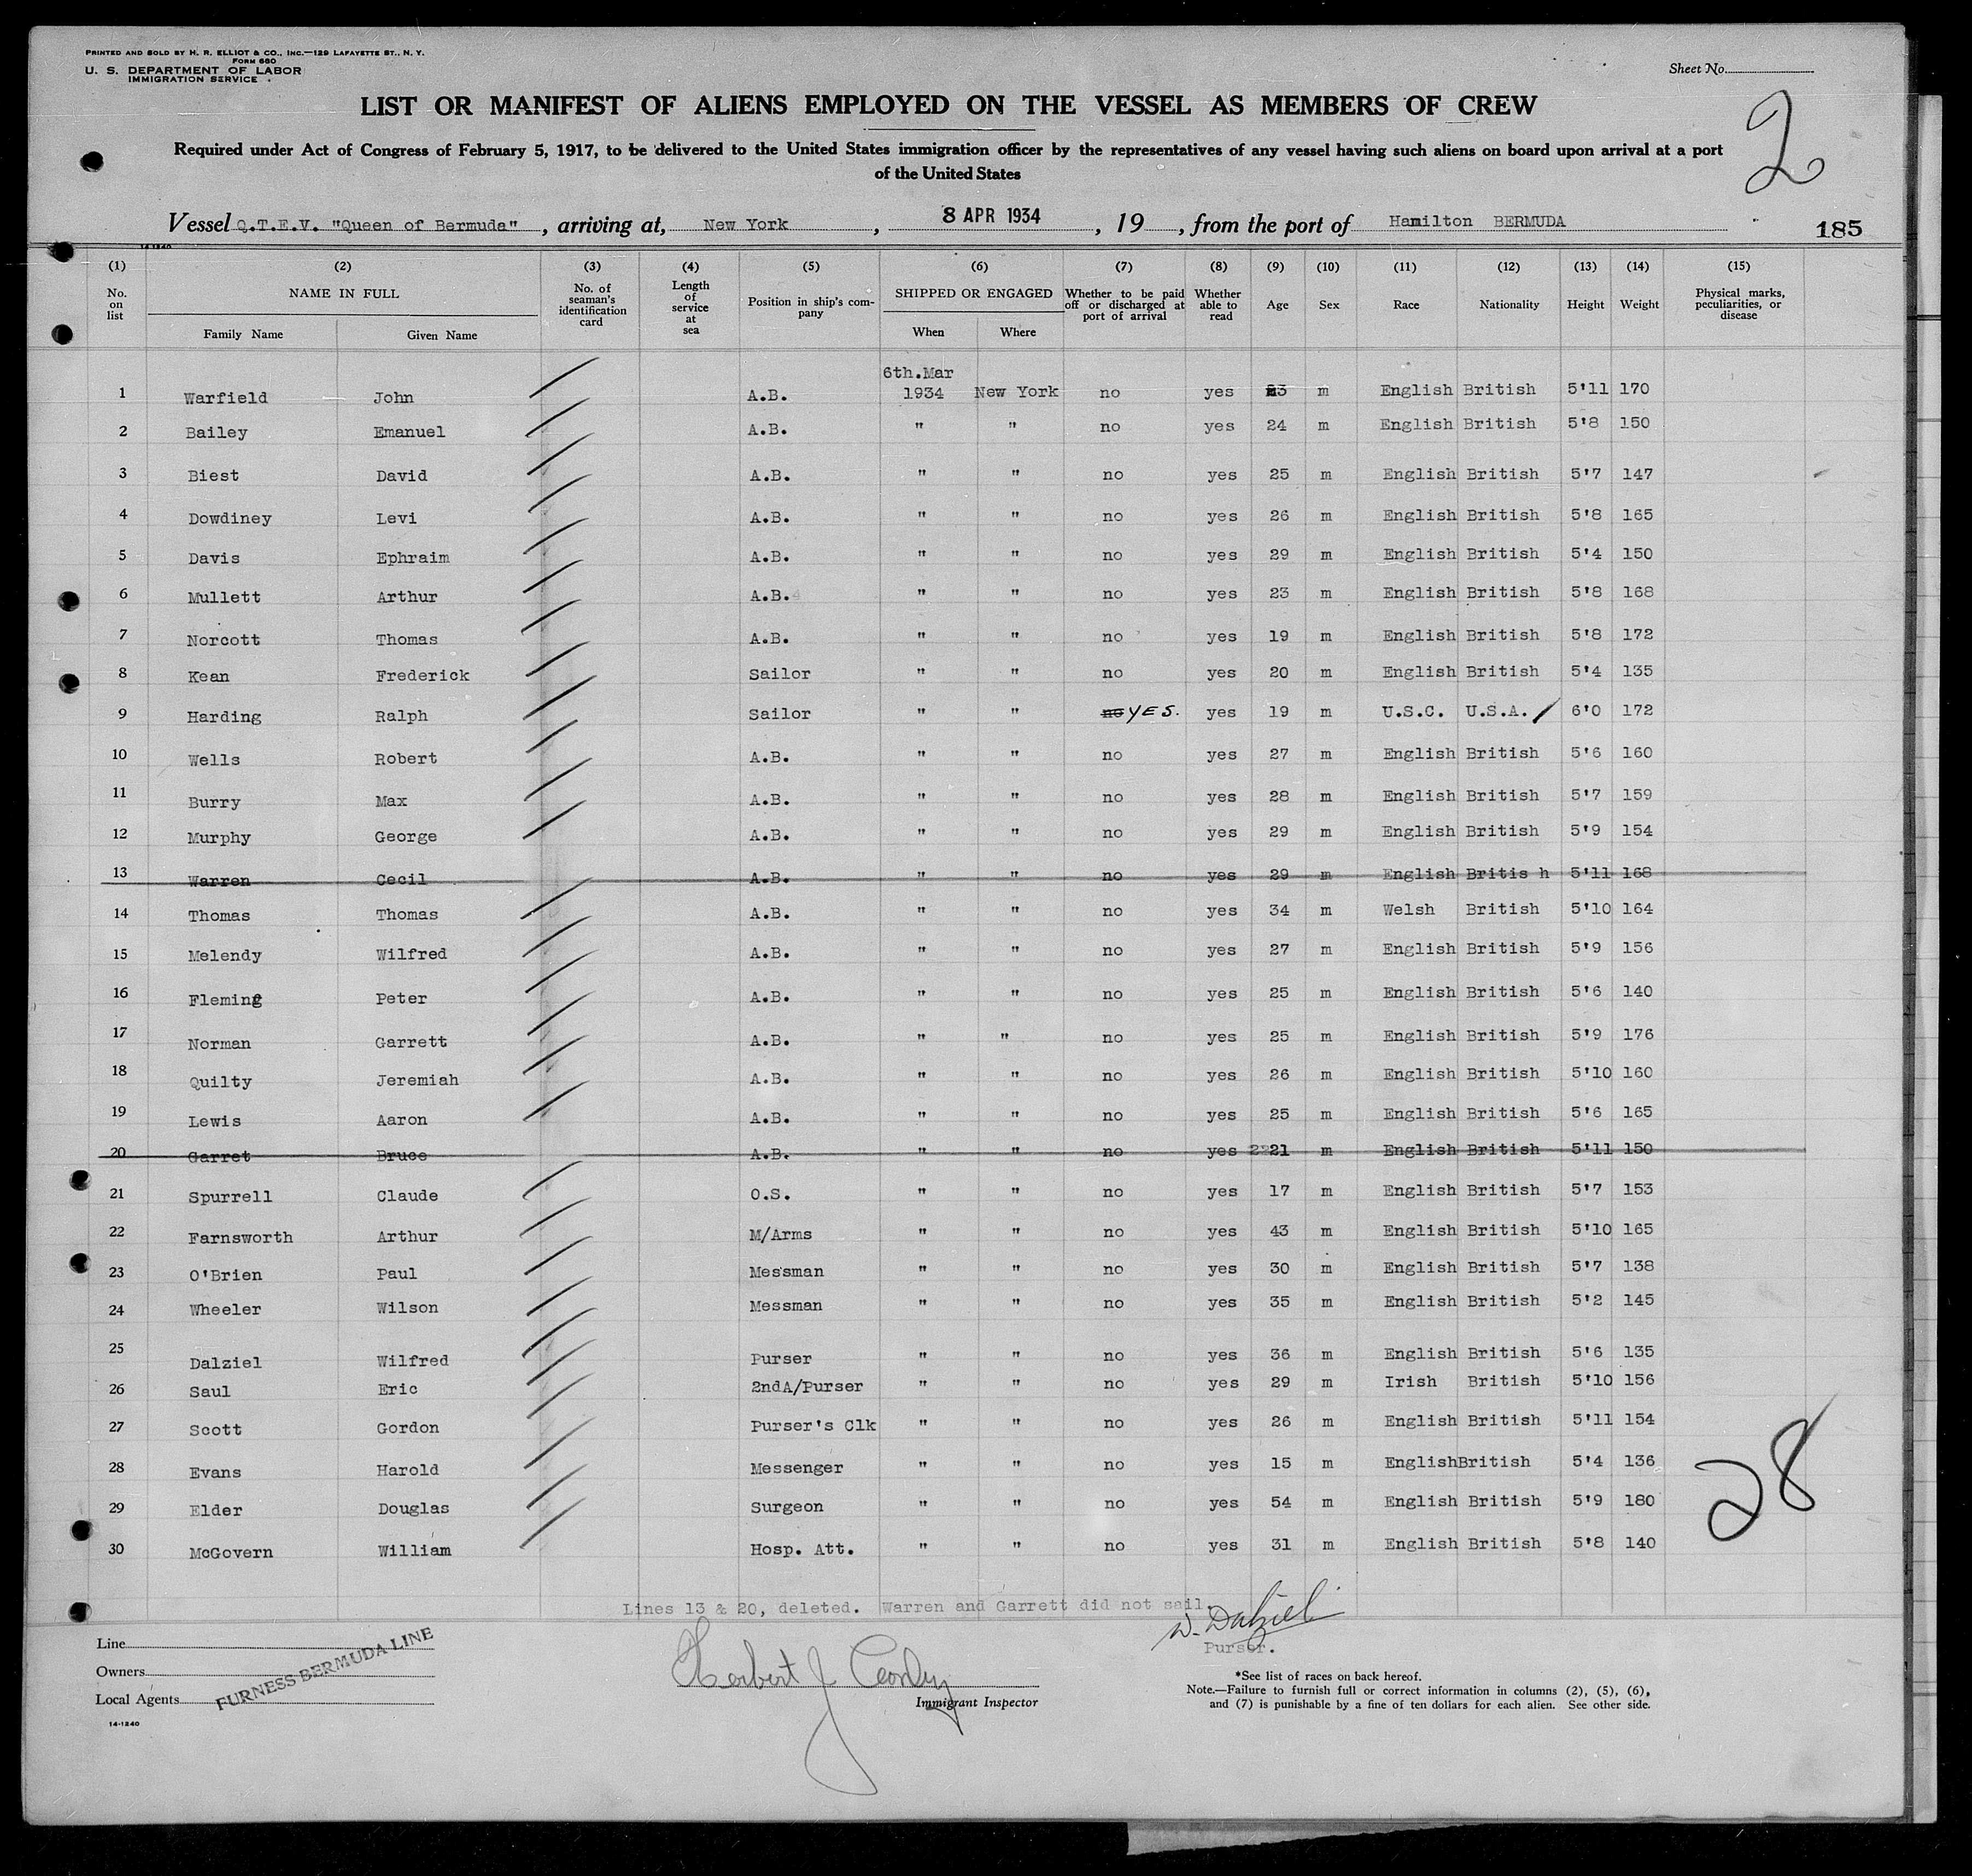 PRINTED AND SOLD BY H. R. ELLIOT & CO., INC.—129 LAFAYETTE ST., N. Y.
FORM 680
U. S. DEPARTMENT OF LABOR
IMMIGRATION SERVICE
Sheet No.
LIST OR MANIFEST OF ALIENS EMPLOYED ON THE VESSEL AS MEMBERS OF CREW
2
Required under Act of Congress of February 5, 1917, to be delivered to the United States immigration officer by the representatives of any vessel having such aliens on board upon arrival at a port
of the United States
Vessel Q.T.E.V. "Queen of Bermuda", arriving at, New York, 8 APR 1934, 19 , from the port of Hamilton BERMUDA 185
14-1240
(1) (2) (3) (4) (5) (6) (7) (8) (9) (10) (11) (12) (13) (14) (15)
No. on list NAME IN FULL No. of seaman's identification card Length of service at sea Position in ship's company SHIPPED OR ENGAGED Whether to be paid off or discharged at port of arrival Whether able to read Age Sex Race Nationality Height Weight Physical marks, peculiarities, or disease
Family Name Given Name When Where
6th.Mar
1 Warfield John A.B. 1934 New York no yes 23 m English British 5'11 170
2 Bailey Emanuel A.B. " " no yes 24 m English British 5'8 150
3 Biest David A.B. " " no yes 25 m English British 5'7 147
4 Dowdiney Levi A.B. " " no yes 26 m English British 5'8 165
5 Davis Ephraim A.B. " " no yes 29 m English British 5'4 150
6 Mullett Arthur A.B. " " no yes 23 m English British 5'8 168
7 Norcott Thomas A.B. " " no yes 19 m English British 5'8 172
8 Kean Frederick Sailor " " no yes 20 m English British 5'4 135
9 Harding Ralph Sailor " " no YES. yes 19 m U.S.C. U.S.A. 6'0 172
10 Wells Robert A.B. " " no yes 27 m English British 5'6 160
11 Burry Max A.B. " " no yes 28 m English British 5'7 159
12 Murphy George A.B. " " no yes 29 m English British 5'9 154
13 Warren Cecil A.B. " " no yes 29 m English Britis h 5'11 168
14 Thomas Thomas A.B. " " no yes 34 m Welsh British 5'10 164
15 Melendy Wilfred A.B. " " no yes 27 m English British 5'9 156
16 Fleming Peter A.B. " " no yes 25 m English British 5'6 140
17 Norman Garrett A.B. " " no yes 25 m English British 5'9 176
18 Quilty Jeremiah A.B. " " no yes 26 m English British 5'10 160
19 Lewis Aaron A.B. " " no yes 25 m English British 5'6 165
20 Garret Bruce A.B. " " no yes 21 m English British 5'11 150
21 Spurrell Claude O.S. " " no yes 17 m English British 5'7 153
22 Farnsworth Arthur M/Arms " " no yes 43 m English British 5'10 165
23 O'Brien Paul Messman " " no yes 30 m English British 5'7 138
24 Wheeler Wilson Messman " " no yes 35 m English British 5'2 145
25 Dalziel Wilfred Purser " " no yes 36 m English British 5'6 135
26 Saul Eric 2ndA/Purser " " no yes 29 m Irish British 5'10 156
27 Scott Gordon Purser's Clk " " no yes 26 m English British 5'11 154
28 Evans Harold Messenger " " no yes 15 m EnglishBritish 5'4 136
29 Elder Douglas Surgeon " " no yes 54 m English British 5'9 180
30 McGovern William Hosp. Att. " " no yes 31 m English British 5'8 140
28
Lines 13 & 20, deleted. Warren and Garrett did not sail.
W. Dalziel
Purser.
Line
Owners
Local Agents
FURNESS BERMUDA LINE
14-1240
Herbert J
Immigrant Inspector
*See list of races on back hereof.
Note.—Failure to furnish full or correct information in columns (2), (5), (6),
and (7) is punishable by a fine of ten dollars for each alien. See other side.